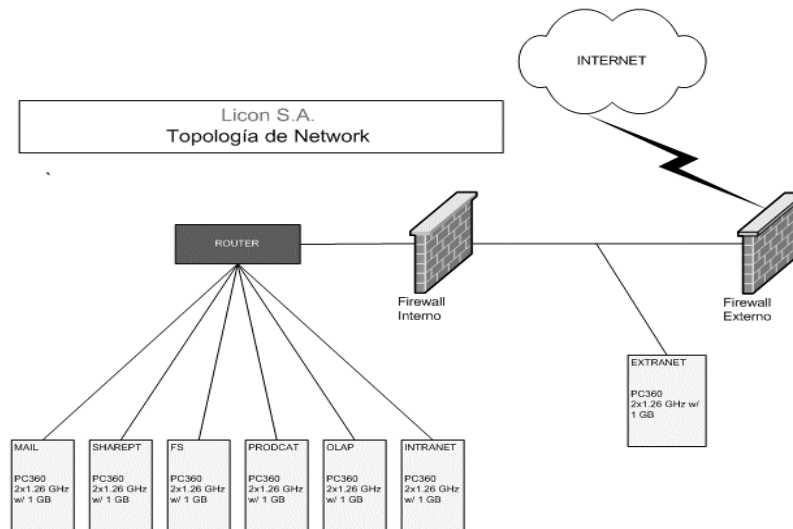 INTERNET
Licon S.A.
Topología de Network
ROUTER
Firewall
Interno
Firewall
Externo
EXTRANET
PC360
2x1.26 GHz w/
1 GB
MAIL
PC360
2x1.26 GHz
w/ 1 GB
SHAREPT
PC360
2x1.26 GHz
w/ 1 GB
FS
PC360
2x1.26 GHz
w/ 1 GB
PRODCAT
PC360
2x1.26 GHz
w/ 1 GB
OLAP
PC360
2x1.26 GHz
w/ 1 GB
INTRANET
PC360
2x1.26 GHz
w/ 1 GB